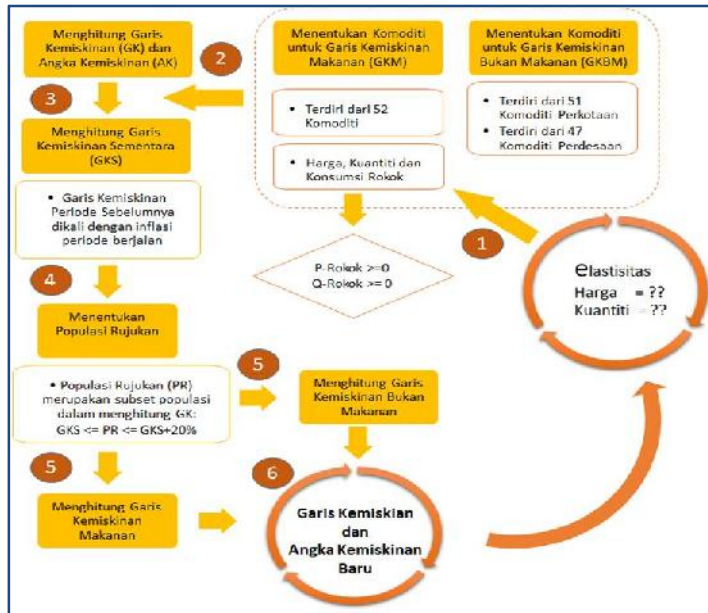 Menghitung Garis
Kemiskinan (GK) dan
Angka Kemiskinan (AK)
2
Menentukan Komoditi
untuk Garis Kemiskinan
Makanan (GKM)
Menentukan Komoditi
untuk Garis Kemiskinan
Bukan Makanan (GKBM)
3
Menghitung Garis
Kemiskinan Sementara
(GKS)
• Terdiri dari 52
Komoditi
• Terdiri dari 51
Komoditi Perkotaan
• Terdiri dari 47
Komoditi Perdesaan
• Harga, Kuantiti dan
Konsumsi Rokok
• Garis Kemiskinan
Periode Sebelumnya
dikali dengan inflasi
periode berjalan
1
P-Rokok >=0
Q-Rokok >= 0
elastisitas
Harga = ??
Kuantiti = ??
4
Menentukan
Populasi Rujukan
• Populasi Rujukan (PR)
merupakan subset populasi
dalam menghitung GK:
GKS <= PR <= GKS+20%
5
Menghitung Garis
Kemiskinan Bukan
Makanan
5
Menghitung Garis
Kemiskinan
Makanan
6
Garis Kemiskian
dan
Angka Kemiskinan
Baru